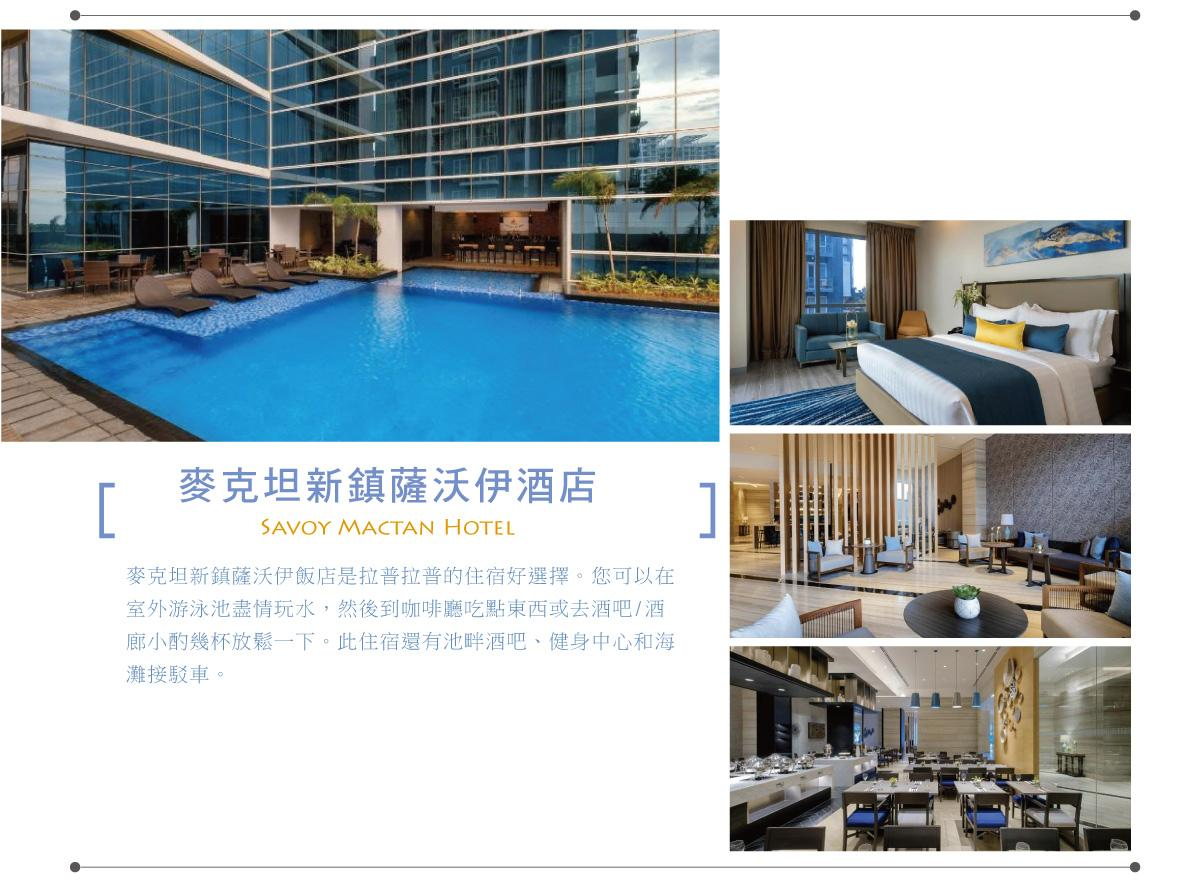 麥克坦新鎮薩沃伊酒店
SAVOY MACTAN HOTEL
麥克坦新鎮薩沃伊飯店是拉普拉普的住宿好選擇。您可以在
室外游泳池盡情玩水，然後到咖啡廳吃點東西或去酒吧/酒
廊小酌幾杯放鬆一下。此住宿還有池畔酒吧、健身中心和海
灘接駁車。